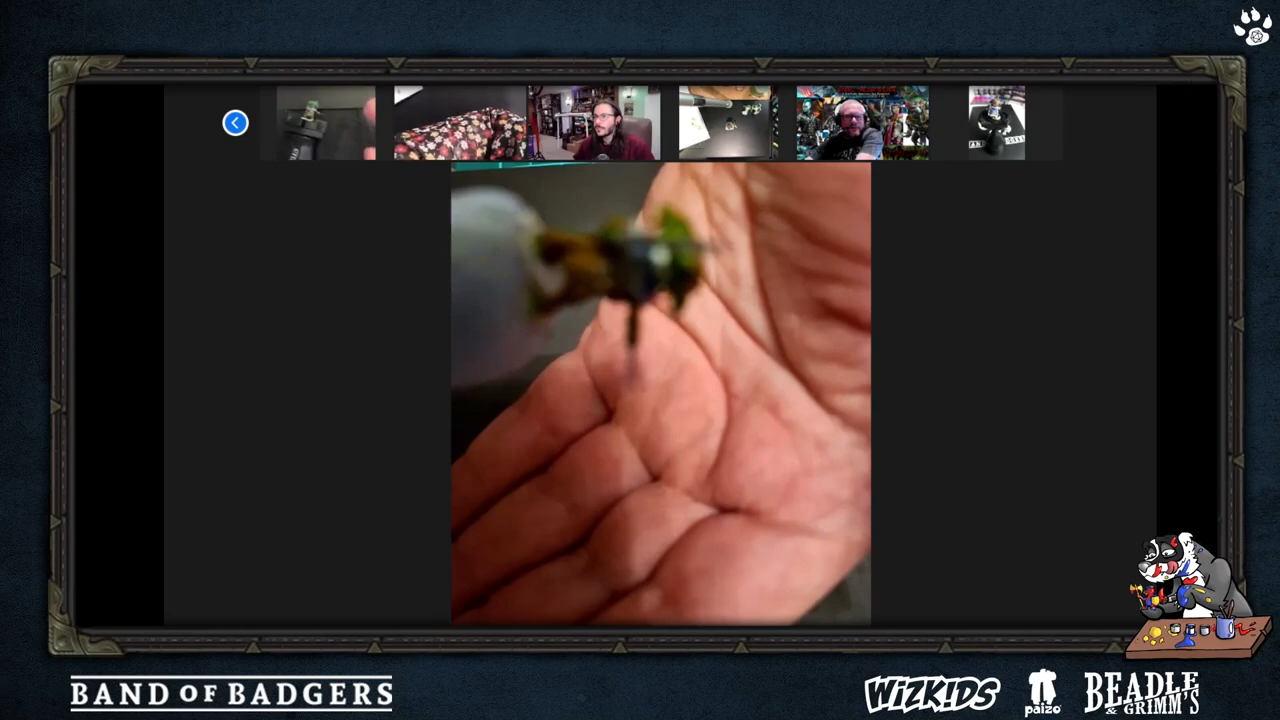 BAND OF BADGERS
WIZKIDS
paizo
BEADLE
& GRIMM'S